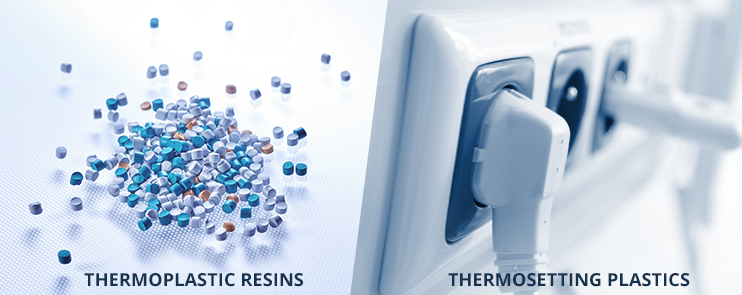 THERMOPLASTIC RESINS
THERMOSETTING PLASTICS